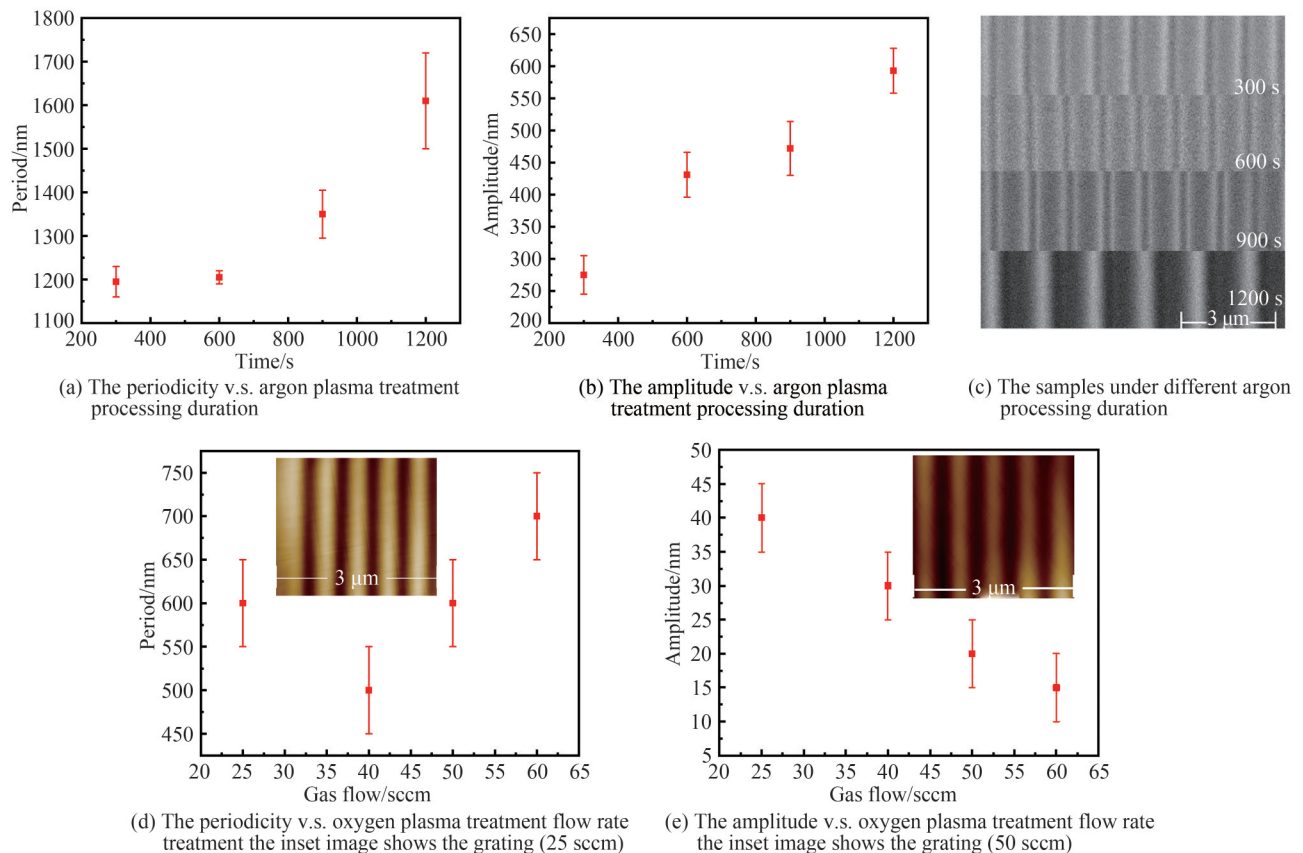 1800
1700
1600
1500
1400
1300
1200
1100
Period/nm
200
400
600
800
1000
1200
Time/s
(a) The periodicity v.s. argon plasma treatment
processing duration
650
600
550
500
450
400
350
300
250
200
Amplitude/nm
200
400
600
800
1000
1200
Time/s
(b) The amplitude v.s. argon plasma
treatment processing duration
300 s
600 s
900 s
1200 s
3 μm
(c) The samples under different argon
processing duration
750
700
650
600
550
500
450
Period/nm
3 μm
20
25
30
35
40
45
50
55
60
65
Gas flow/sccm
(d) The periodicity v.s. oxygen plasma treatment flow rate
treatment the inset image shows the grating (25 sccm)
50
45
40
35
30
25
20
15
10
5
Amplitude/nm
3 μm
20
25
30
35
40
45
50
55
60
65
Gas flow/sccm
(e) The amplitude v.s. oxygen plasma treatment flow rate
the inset image shows the grating (50 sccm)